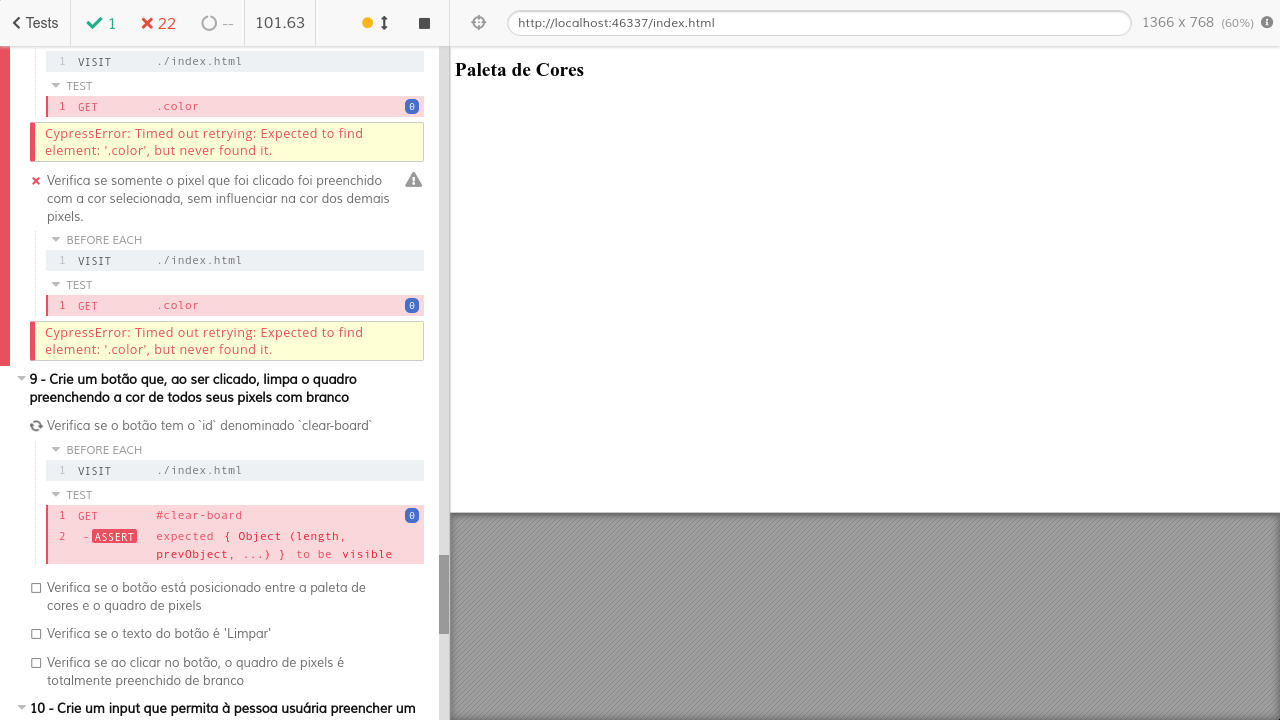 Tests 1 22 -- 101.63 http://localhost:46337/index.html 1366 x 768 (60%)
1 VISIT ./index.html
TEST
1 GET .color 0
CypressError: Timed out retrying: Expected to find
element: '.color', but never found it.
Verifica se somente o pixel que foi clicado foi preenchido
com a cor selecionada, sem influenciar na cor dos demais
pixels.
BEFORE EACH
1 VISIT ./index.html
TEST
1 GET .color 0
CypressError: Timed out retrying: Expected to find
element: '.color', but never found it.
9 - Crie um botão que, ao ser clicado, limpa o quadro
preenchendo a cor de todos seus pixels com branco
Verifica se o botão tem o `id` denominado `clear-board`
BEFORE EACH
1 VISIT ./index.html
TEST
1 GET #clear-board 0
2 -ASSERT expected { Object (length,
prevObject, ...) } to be visible
Verifica se o botão está posicionado entre a paleta de
cores e o quadro de pixels
Verifica se o texto do botão é 'Limpar'
Verifica se ao clicar no botão, o quadro de pixels é
totalmente preenchido de branco
10 - Crie um input que permita à pessoa usuária preencher um
Paleta de Cores